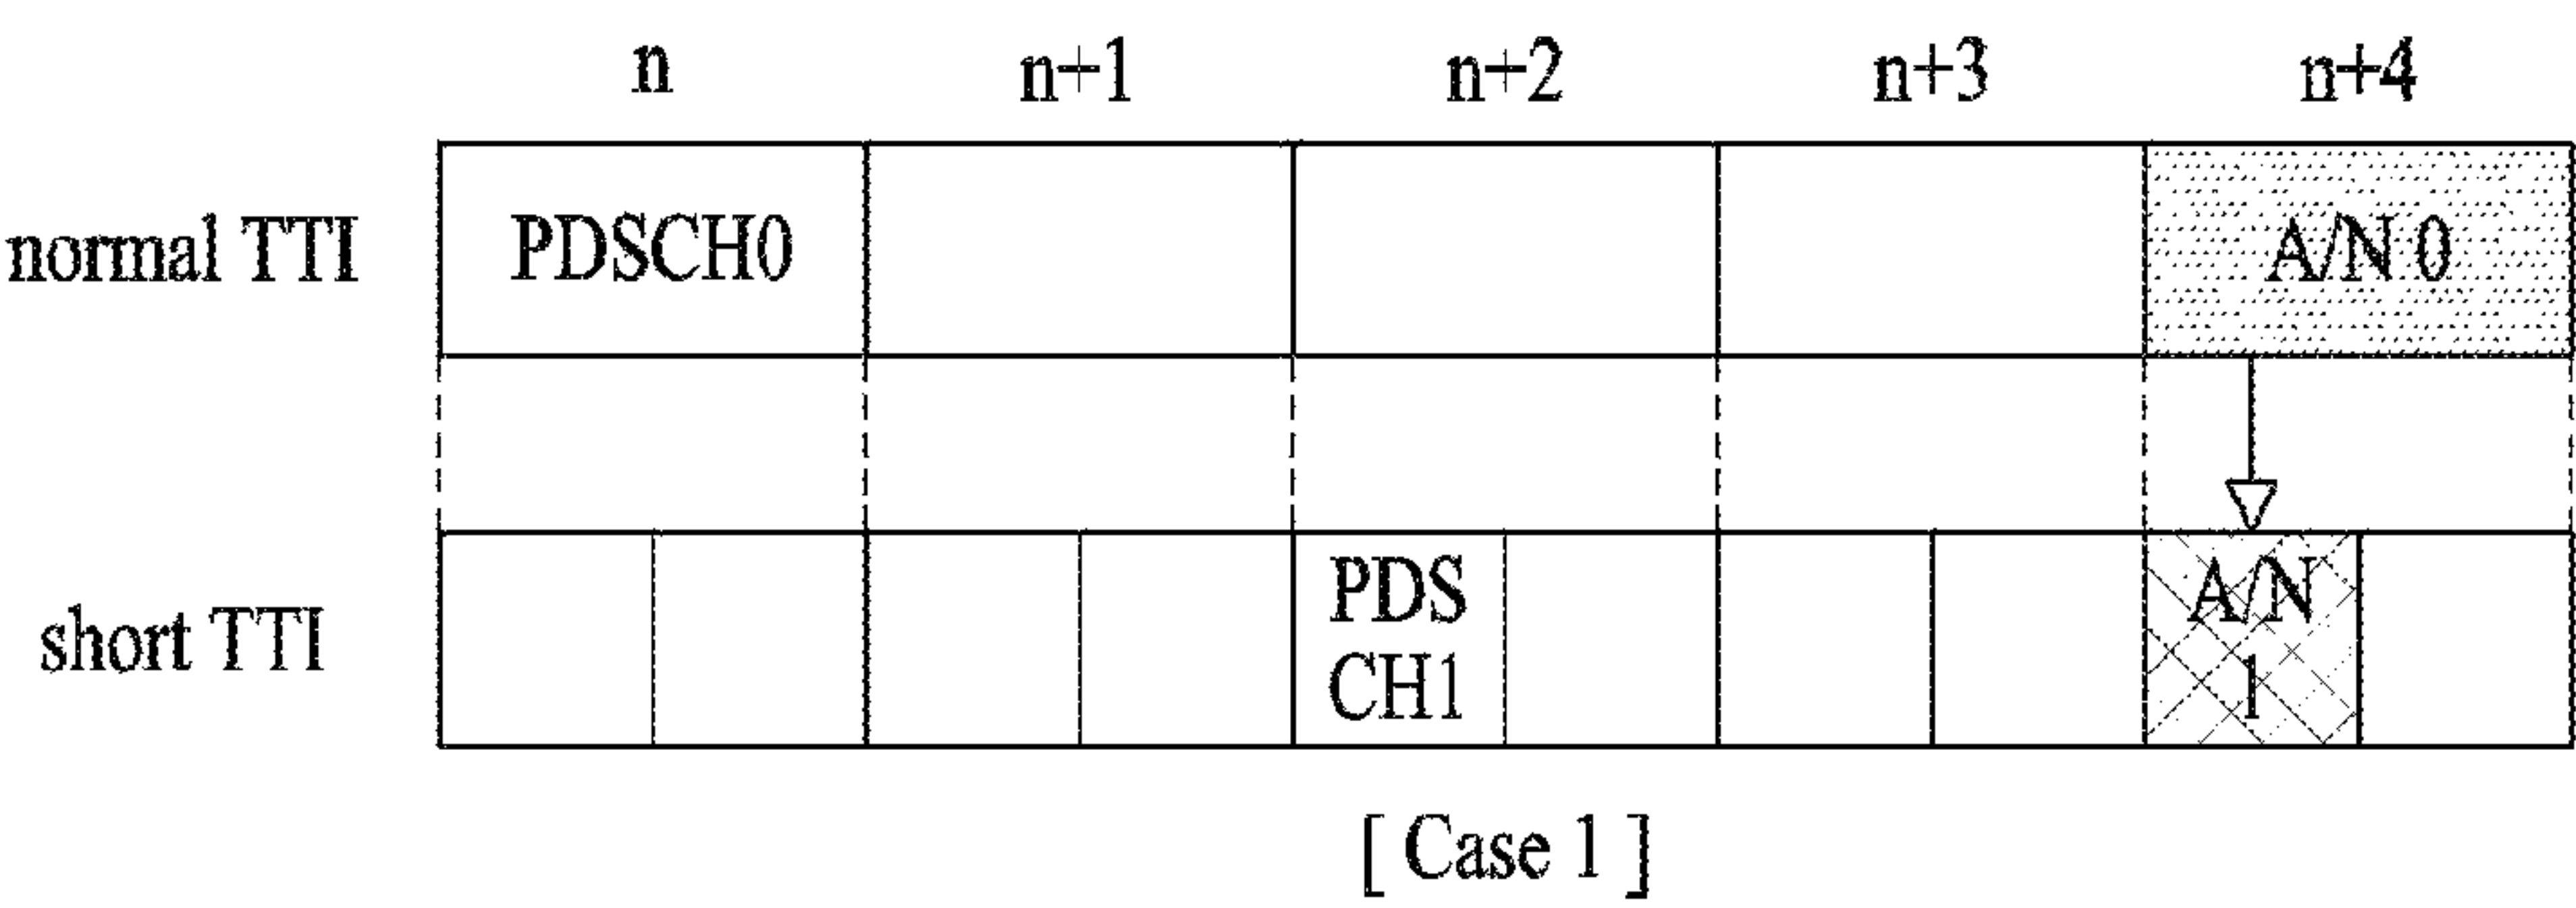 n n+1 n+2 n+3 n+4
normal TTI PDSCH0 A/N 0
short TTI PDS CH1 A/N 1
[ Case 1 ]